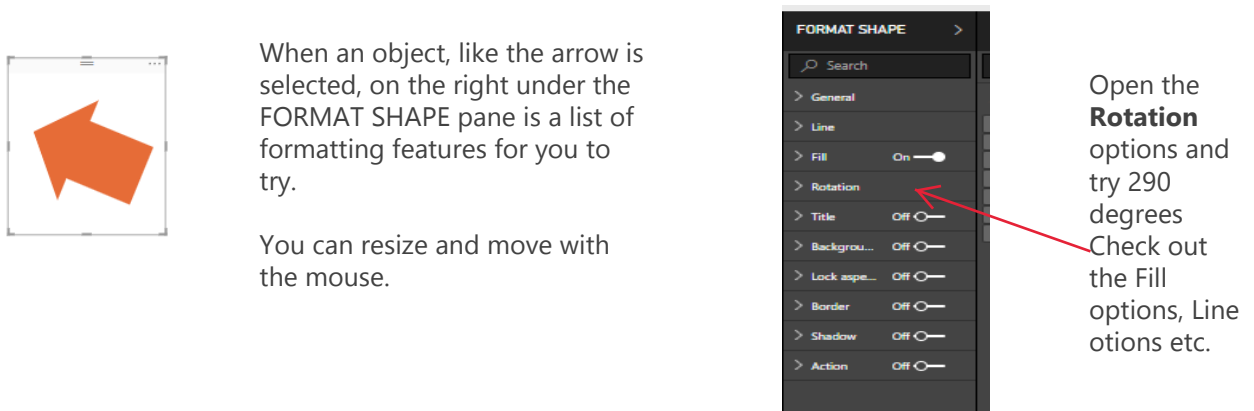 When an object, like the arrow is
selected, on the right under the
FORMAT SHAPE pane is a list of
formatting features for you to
try.
You can resize and move with
the mouse.
FORMAT SHAPE >
Search
> General
> Line
> Fill On
> Rotation
> Title Off
> Backgrou... Off
> Lock aspe... Off
> Border Off
> Shadow Off
> Action Off
Open the
Rotation
options and
try 290
degrees
Check out
the Fill
options, Line
otions etc.